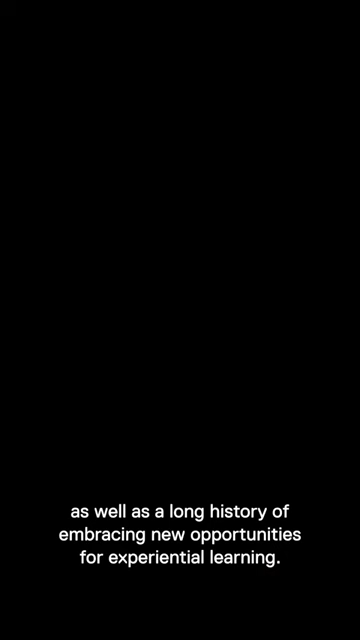 as well as a long history of
embracing new opportunities
for experiential learning.